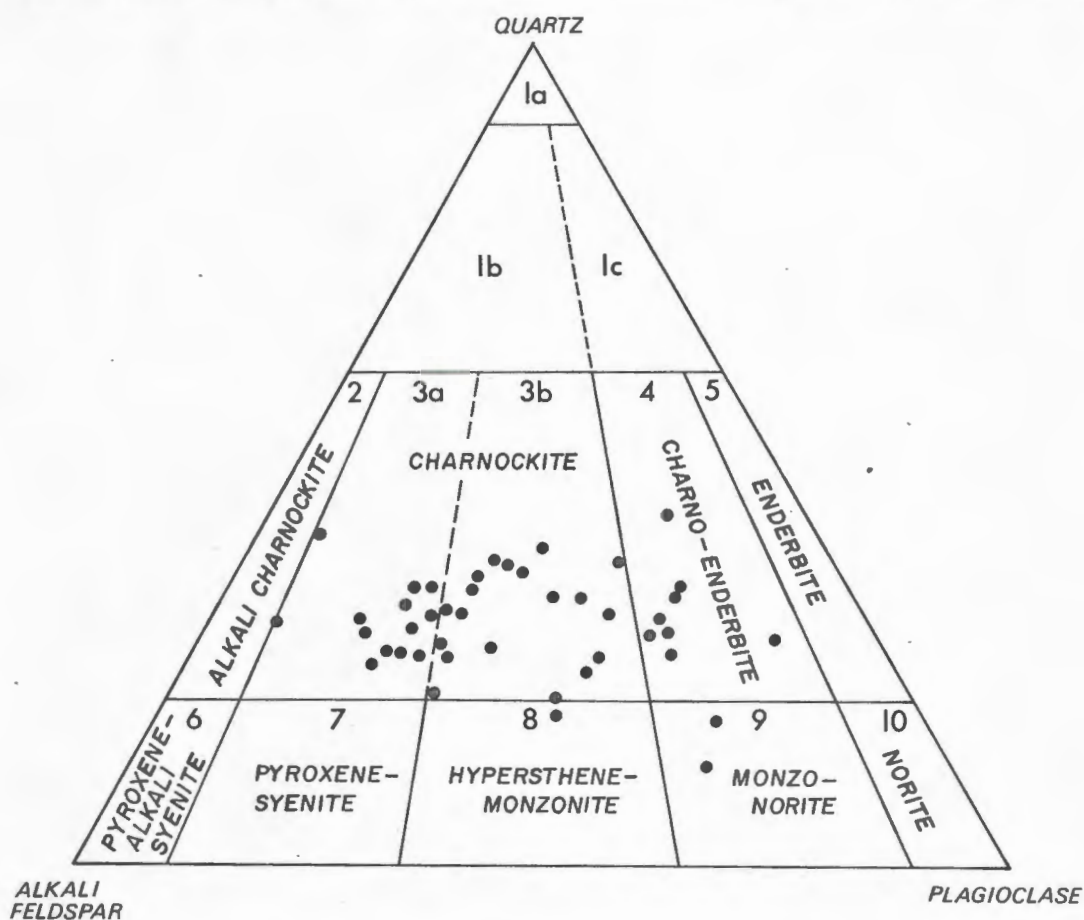 QUARTZ
Ia
Ib
Ic
2
3a
3b
4
5
CHARNOCKITE
ALKALI CHARNOCKITE
CHARNO-ENDERBITE
ENDERBITE
6
7
8
9
10
PYROXENE-
ALKALI
SYENITE
PYROXENE-
SYENITE
HYPERSTHENE-
MONZONITE
MONZO-
NORITE
NORITE
ALKALI
FELDSPAR
PLAGIOCLASE